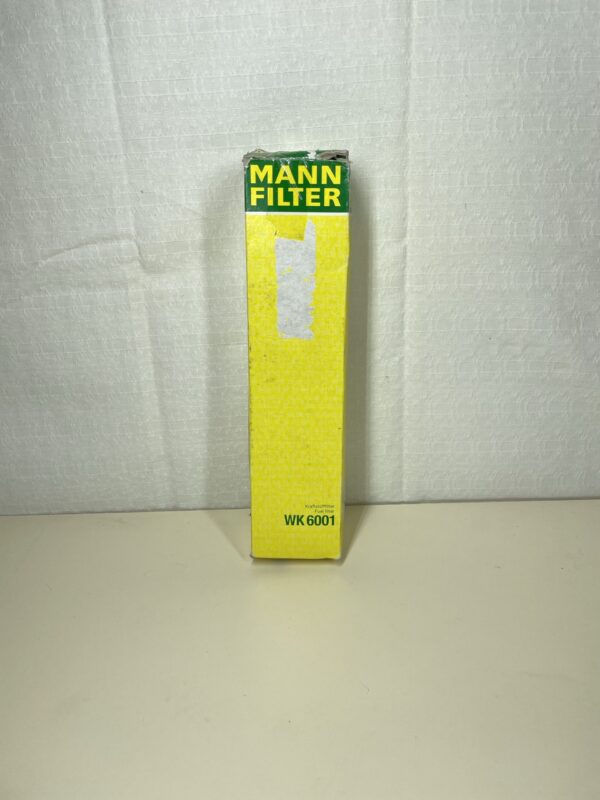 MANN
FILTER
Kraftstofffilter
Fuel filter
WK 6001